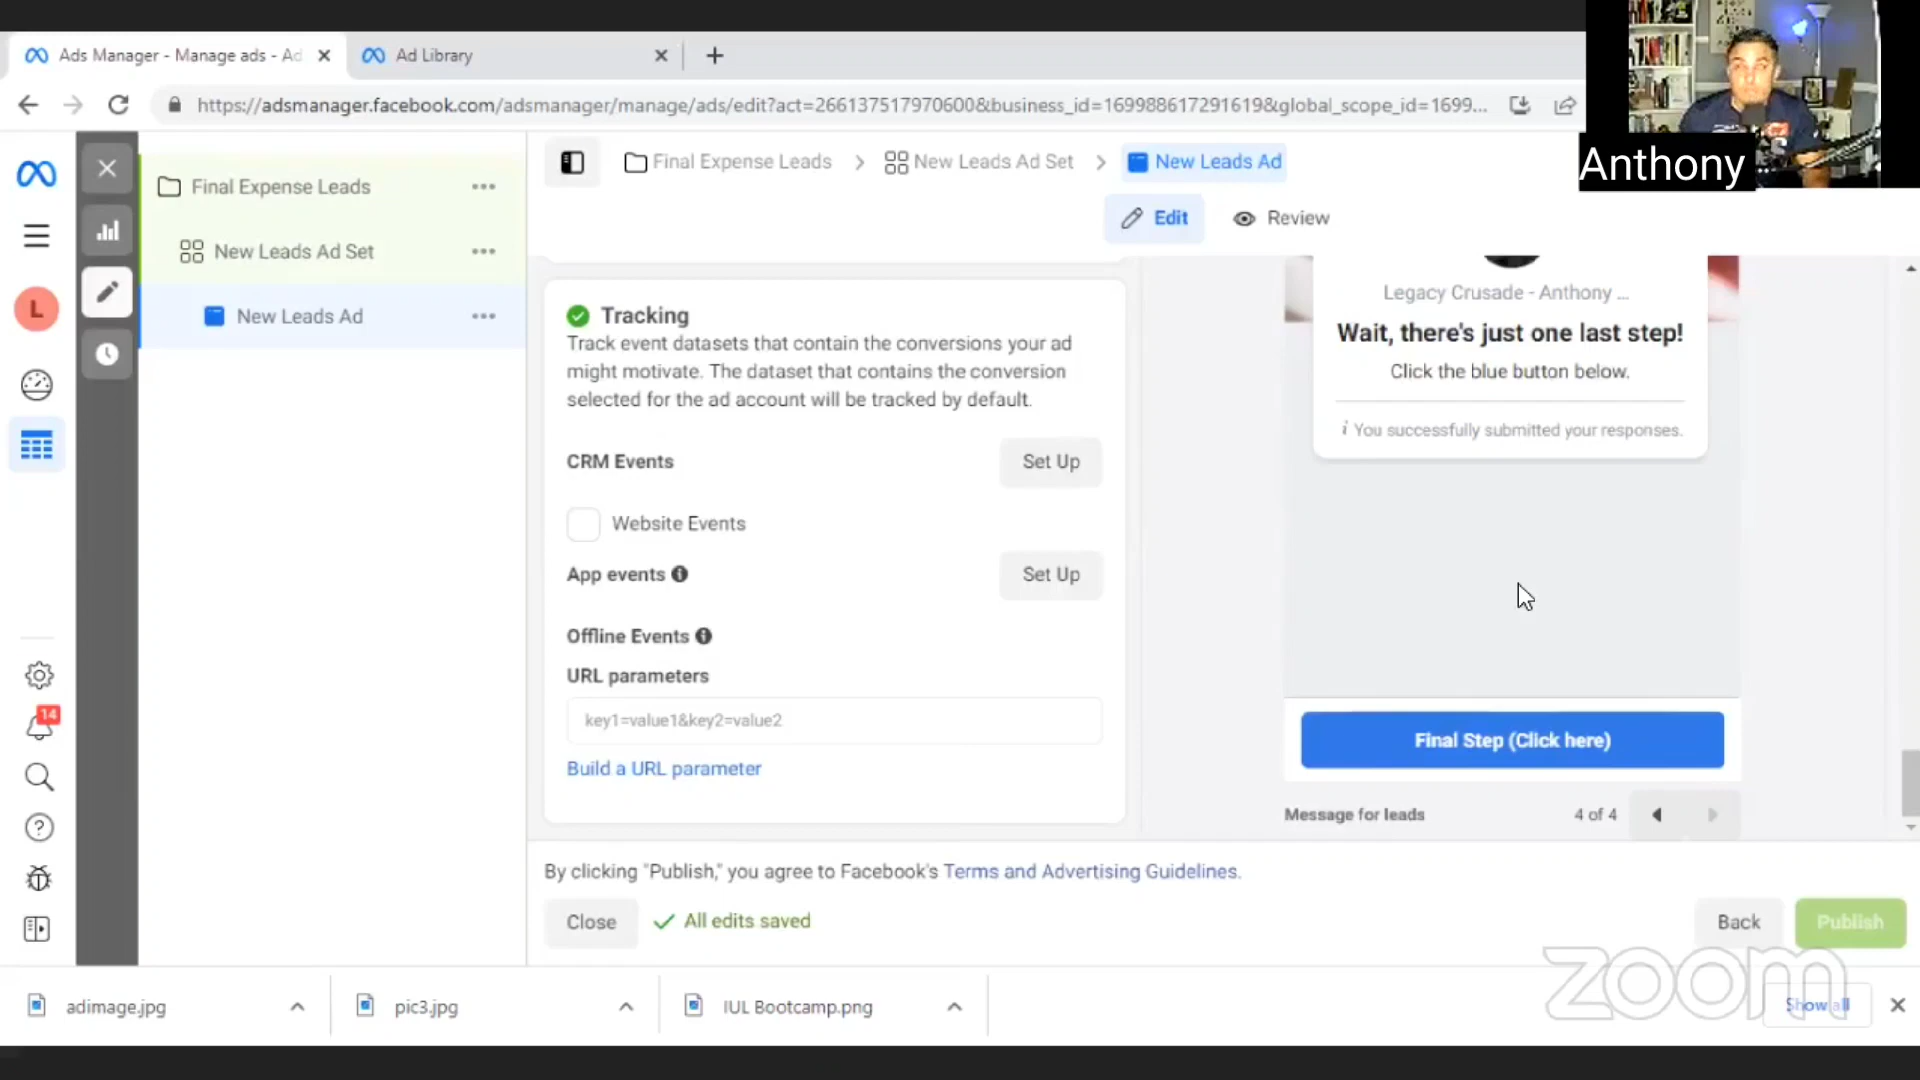 Ads Manager - Manage ads - Ad
Ad Library
https://adsmanager.facebook.com/adsmanager/manage/ads/edit?act=266137517970600&business_id=169988617291619&global_scope_id=1699...
Anthony
Final Expense Leads
New Leads Ad Set
New Leads Ad
L
14
Final Expense Leads
New Leads Ad Set
New Leads Ad
Edit
Review
Tracking
Track event datasets that contain the conversions your ad
might motivate. The dataset that contains the conversion
selected for the ad account will be tracked by default.
CRM Events
Set Up
Website Events
App events
Set Up
Offline Events
URL parameters
key1=value1&key2=value2
Build a URL parameter
Legacy Crusade - Anthony ...
Wait, there's just one last step!
Click the blue button below.
You successfully submitted your responses.
Final Step (Click here)
Message for leads
4 of 4
By clicking "Publish," you agree to Facebook's Terms and Advertising Guidelines.
Close
All edits saved
Back
Publish
zoom
adimage.jpg
pic3.jpg
IUL Bootcamp.png
Show all